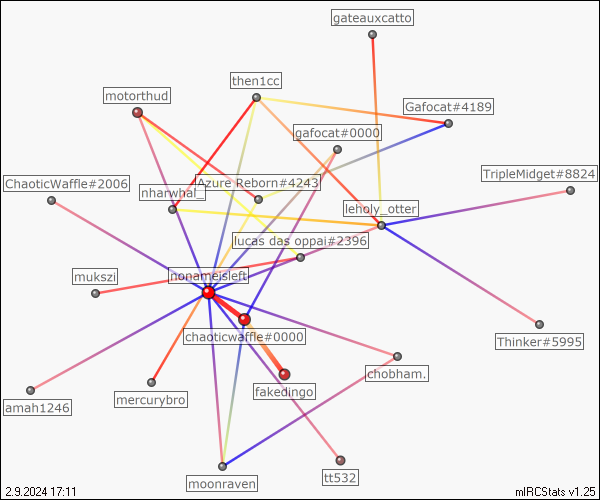 gateauxcatto
then1cc
motorthud
Gafocat#4189
gafocat#0000
TripleMidget#8824
ChaoticWaffle#2006
Azure Reborn#4243
nharwhal_
leholy_otter
lucas das oppai#2396
mukszi
nonameisleft
chaoticwaffle#0000
Thinker#5995
chobham.
fakedingo
mercurybro
amah1246
tt532
moonraven
2.9.2024 17:11
mIRCStats v1.25